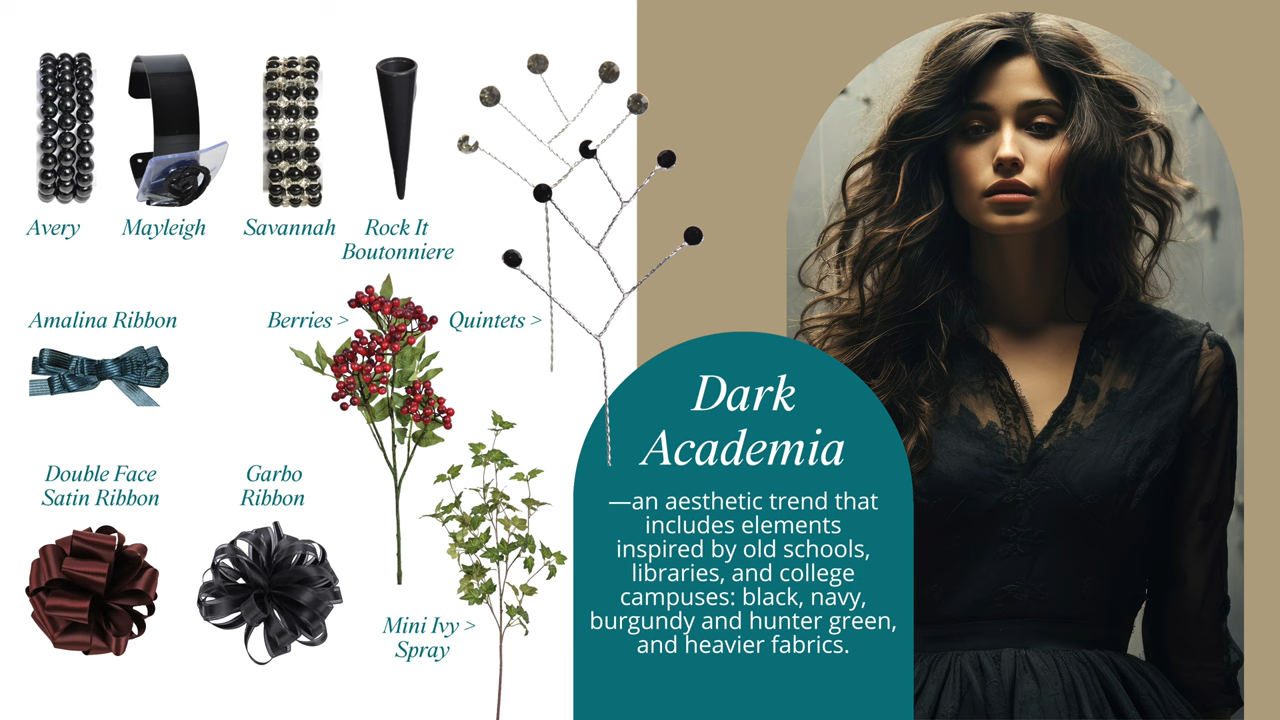 Avery
Mayleigh
Savannah
Rock It
Boutonniere
Amalina Ribbon
Berries >
Quintets >
Double Face
Satin Ribbon
Garbo
Ribbon
Mini Ivy >
Spray
Dark
Academia
—an aesthetic trend that
includes elements
inspired by old schools,
libraries, and college
campuses: black, navy,
burgundy and hunter green,
and heavier fabrics.